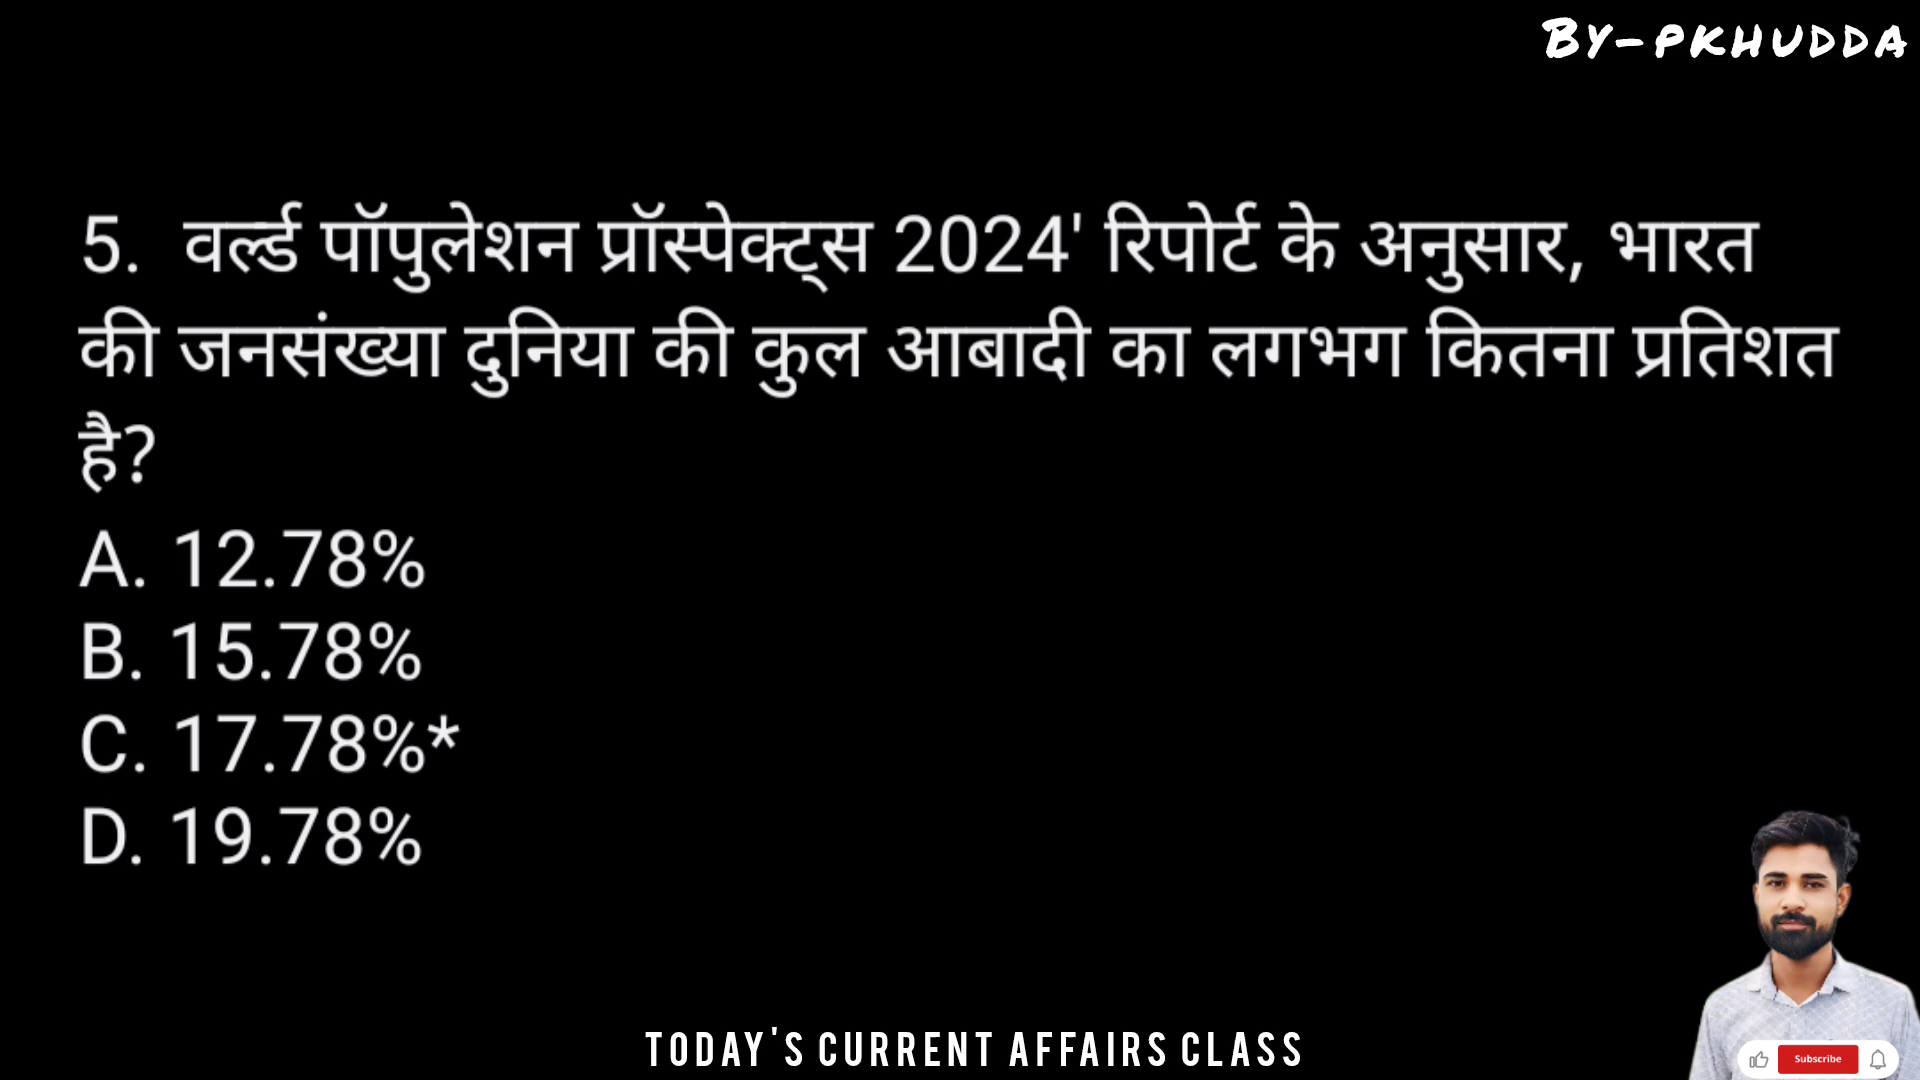 By-pkhudda
5. वर्ल्ड पॉपुलेशन प्रॉस्पेक्ट्स 2024' रिपोर्ट के अनुसार, भारत
की जनसंख्या दुनिया की कुल आबादी का लगभग कितना प्रतिशत
है?
A. 12.78%
B. 15.78%
C. 17.78%*
D. 19.78%
TODAY'S CURRENT AFFAIRS CLASS
Subscribe